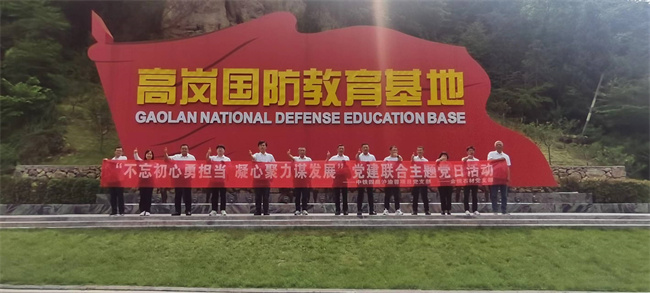 高岚国防教育基地
GAOLAN NATIONAL DEFENSE EDUCATION BASE
“不忘初心勇担当 凝心聚力谋发展”党建联合主题党日活动